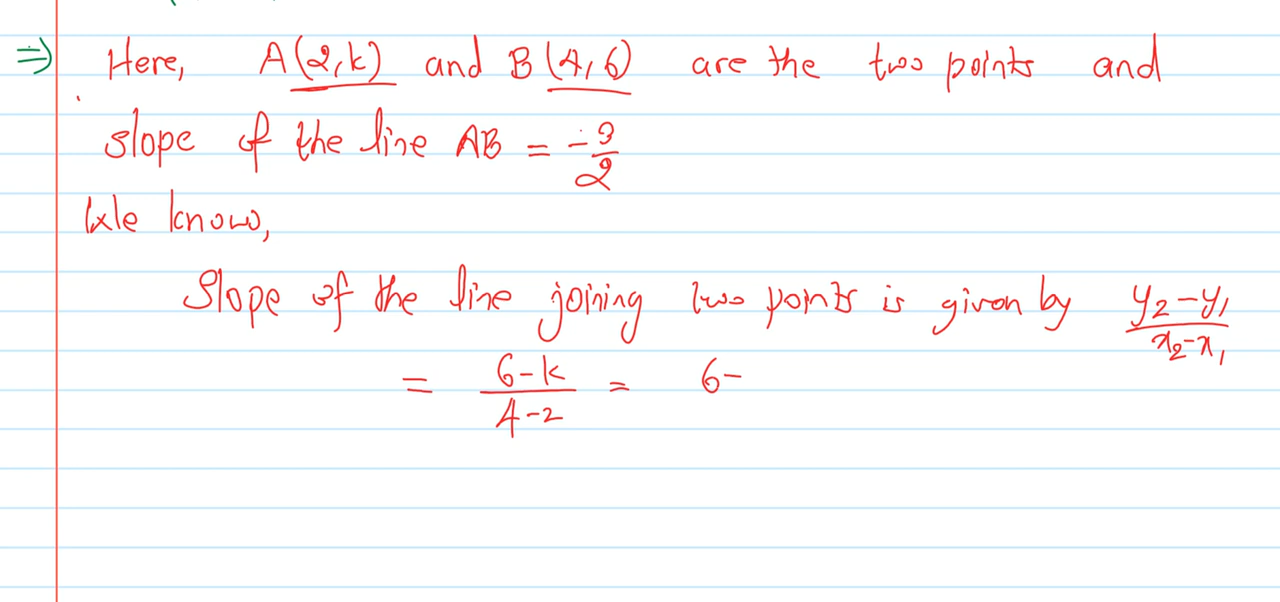 ⇒ Here, A(2,k) and B(4,6) are the two points and
slope of the line AB = -3/2
We know,
Slope of the line joining two points is given by y₂-y₁/x₂-x₁
= 6-k/4-2 = 6-